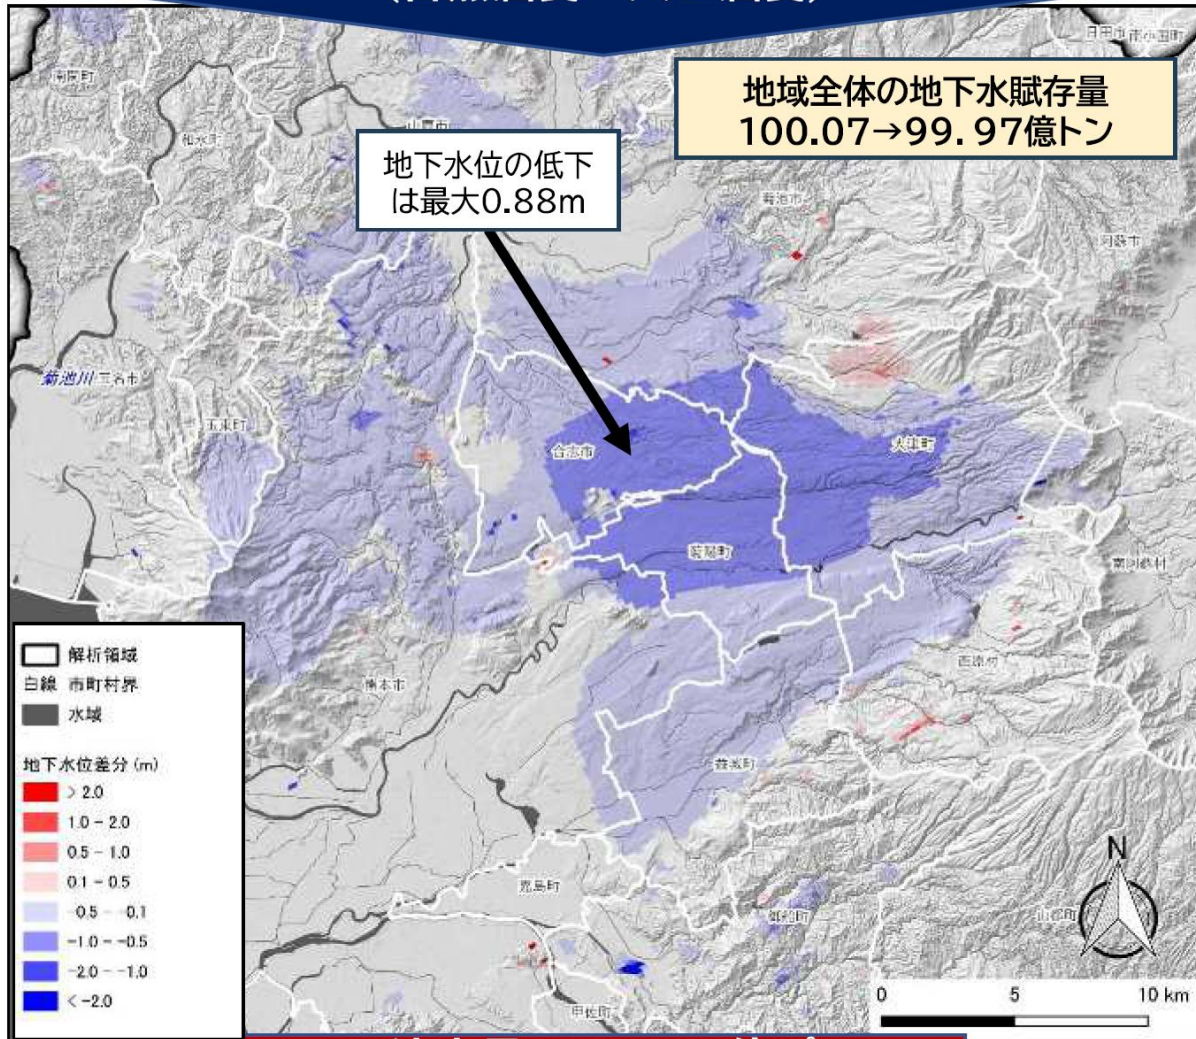 地域全体の地下水賦存量
100.07→99.97億トン
地下水位の低下
は最大0.88m
南関町
和水町
山鹿市
菊池市
阿蘇市
菊池川
玉名市
玉東町
合志市
大津町
菊陽町
南阿蘇村
西原村
熊本市
益城町
嘉島町
御船町
山都町
甲佐町
解析領域
白線 市町村界
水域
地下水位差分 (m)
> 2.0
1.0 - 2.0
0.5 - 1.0
0.1 - 0.5
-0.5 - -0.1
-1.0 - -0.5
-2.0 - -1.0
< -2.0
N
0 5 10 km